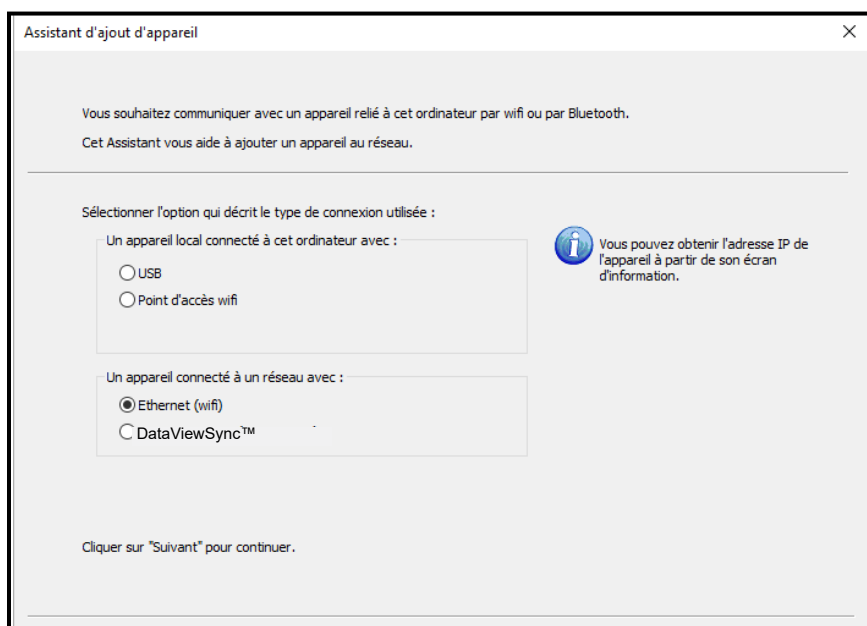 Assistant d'ajout d'appareil
Vous souhaitez communiquer avec un appareil relié à cet ordinateur par wifi ou par Bluetooth.
Cet Assistant vous aide à ajouter un appareil au réseau.
Sélectionner l'option qui décrit le type de connexion utilisée :
Un appareil local connecté à cet ordinateur avec :
USB
Point d'accès wifi
Vous pouvez obtenir l'adresse IP de
l'appareil à partir de son écran
d'information.
Un appareil connecté à un réseau avec :
Ethernet (wifi)
DataViewSync™
Cliquer sur "Suivant" pour continuer.